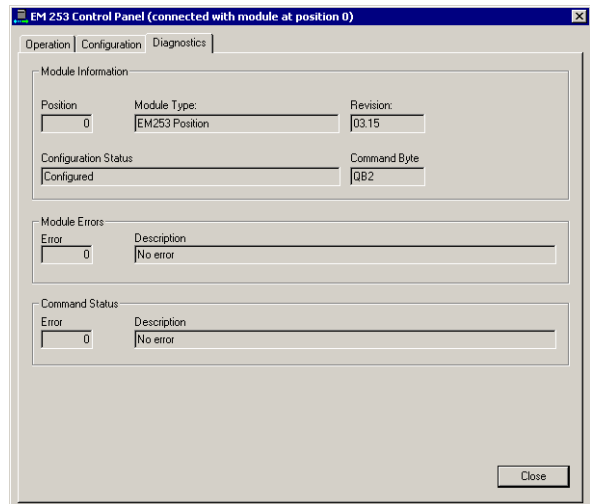 EM 253 Control Panel (connected with module at position 0)
Operation Configuration Diagnostics
Module Information
Position Module Type: Revision:
0 EM253 Position 03.15
Configuration Status Command Byte
Configured QB2
Module Errors
Error Description
0 No error
Command Status
Error Description
0 No error
Close